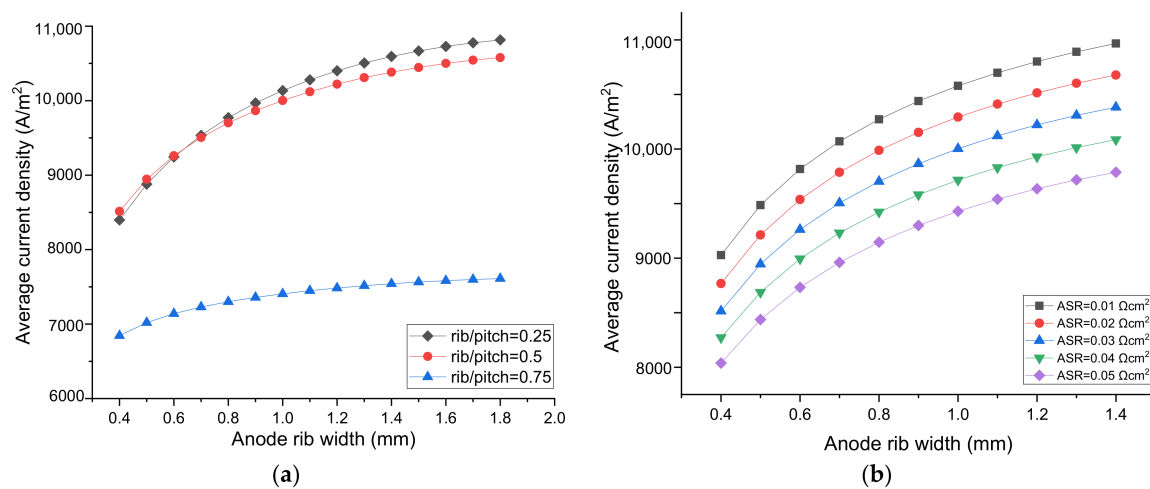 11,000
10,000
9000
8000
7000
6000
Average current density (A/m²)
rib/pitch=0.25
rib/pitch=0.5
rib/pitch=0.75
0.4 0.6 0.8 1.0 1.2 1.4 1.6 1.8 2.0
Anode rib width (mm)
(a)
11,000
10,000
9000
8000
Average current density (A/m²)
ASR=0.01 Ωcm²
ASR=0.02 Ωcm²
ASR=0.03 Ωcm²
ASR=0.04 Ωcm²
ASR=0.05 Ωcm²
0.4 0.6 0.8 1.0 1.2 1.4
Anode rib width (mm)
(b)